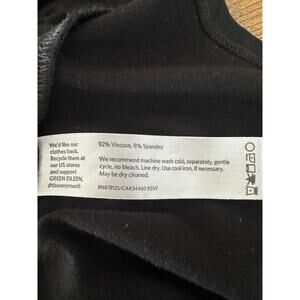 We'd like our
clothes back.
Recycle them at
our US stores
and support
GREEN EILEEN.
#tlsverymuch
92% Viscose, 8% Spandex
We recommend machine wash cold, separately, gentle
cycle, no bleach. Line dry. Use cool iron, if necessary.
May be dry cleaned.
RN#78121/CA#34460 RSVF